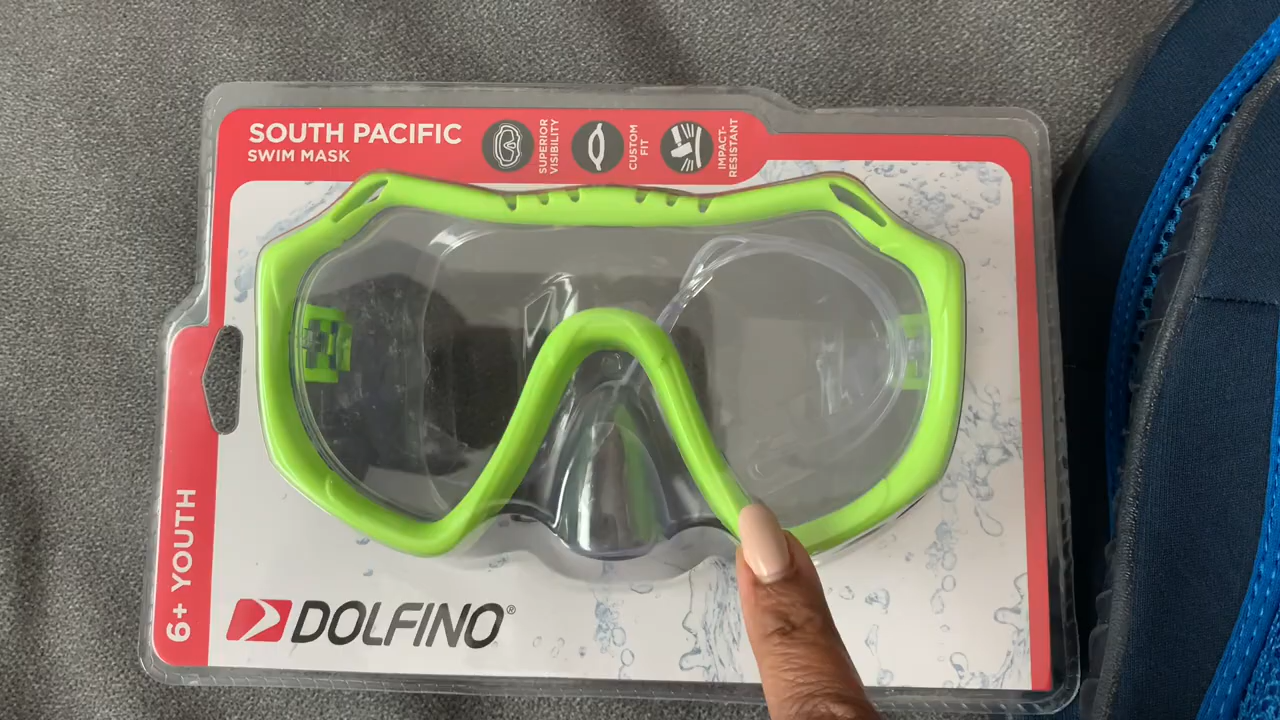 SOUTH PACIFIC
SWIM MASK
SUPERIOR
VISIBILITY
CUSTOM
FIT
IMPACT-
RESISTANT
6+ YOUTH
DOLFINO®